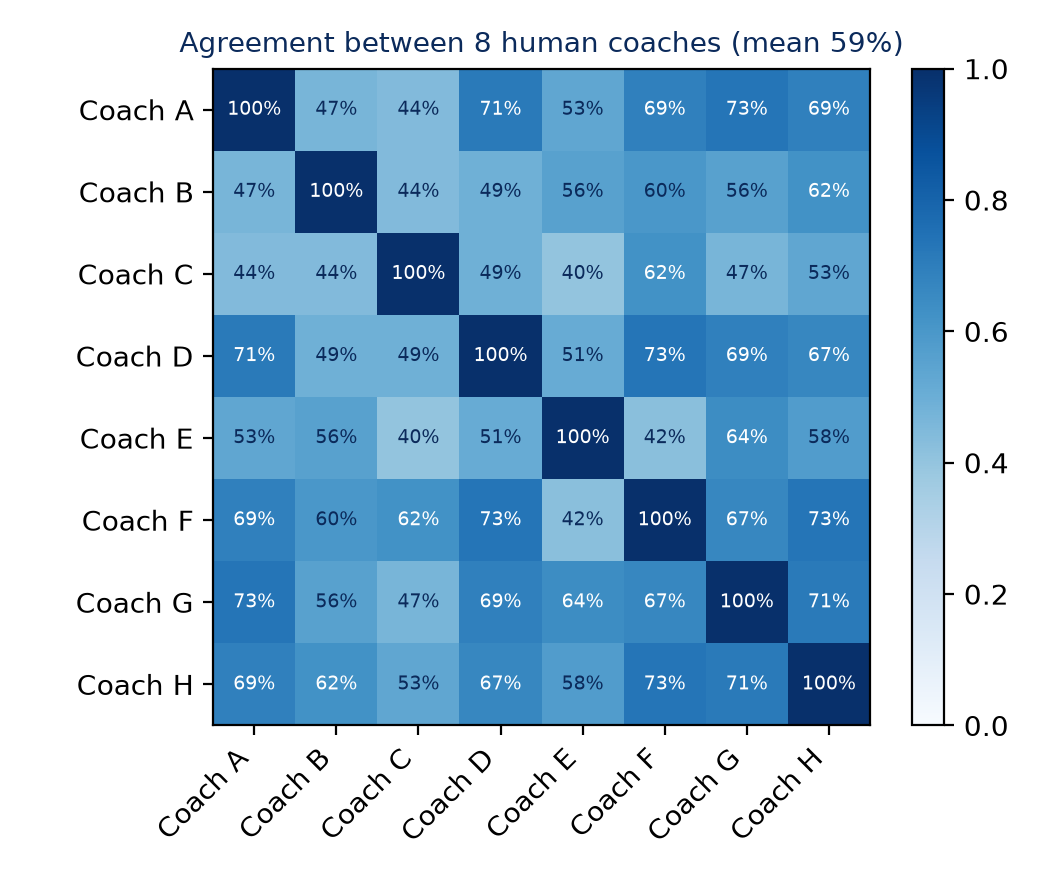 Agreement between 8 human coaches (mean 59%)
Coach A 100% 47% 44% 71% 53% 69% 73% 69%
Coach B 47% 100% 44% 49% 56% 60% 56% 62%
Coach C 44% 44% 100% 49% 40% 62% 47% 53%
Coach D 71% 49% 49% 100% 51% 73% 69% 67%
Coach E 53% 56% 40% 51% 100% 42% 64% 58%
Coach F 69% 60% 62% 73% 42% 100% 67% 73%
Coach G 73% 56% 47% 69% 64% 67% 100% 71%
Coach H 69% 62% 53% 67% 58% 73% 71% 100%
Coach A Coach B Coach C Coach D Coach E Coach F Coach G Coach H
1.0
0.8
0.6
0.4
0.2
0.0